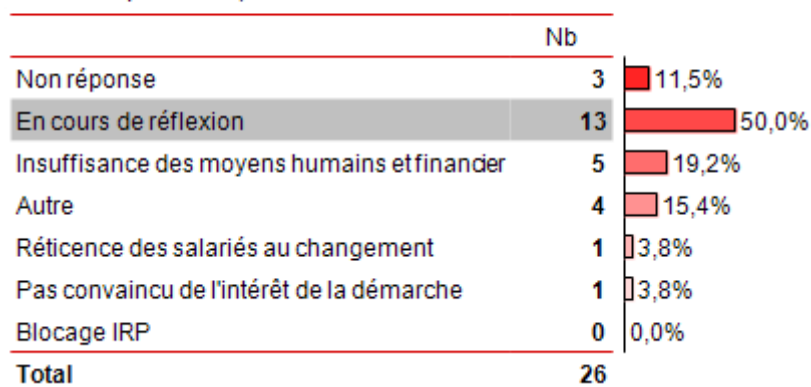 Nb
Non réponse 3 11,5%
En cours de réflexion 13 50,0%
Insuffisance des moyens humains et financier 5 19,2%
Autre 4 15,4%
Réticence des salariés au changement 1 3,8%
Pas convaincu de l'intérêt de la démarche 1 3,8%
Blocage IRP 0 0,0%
Total 26